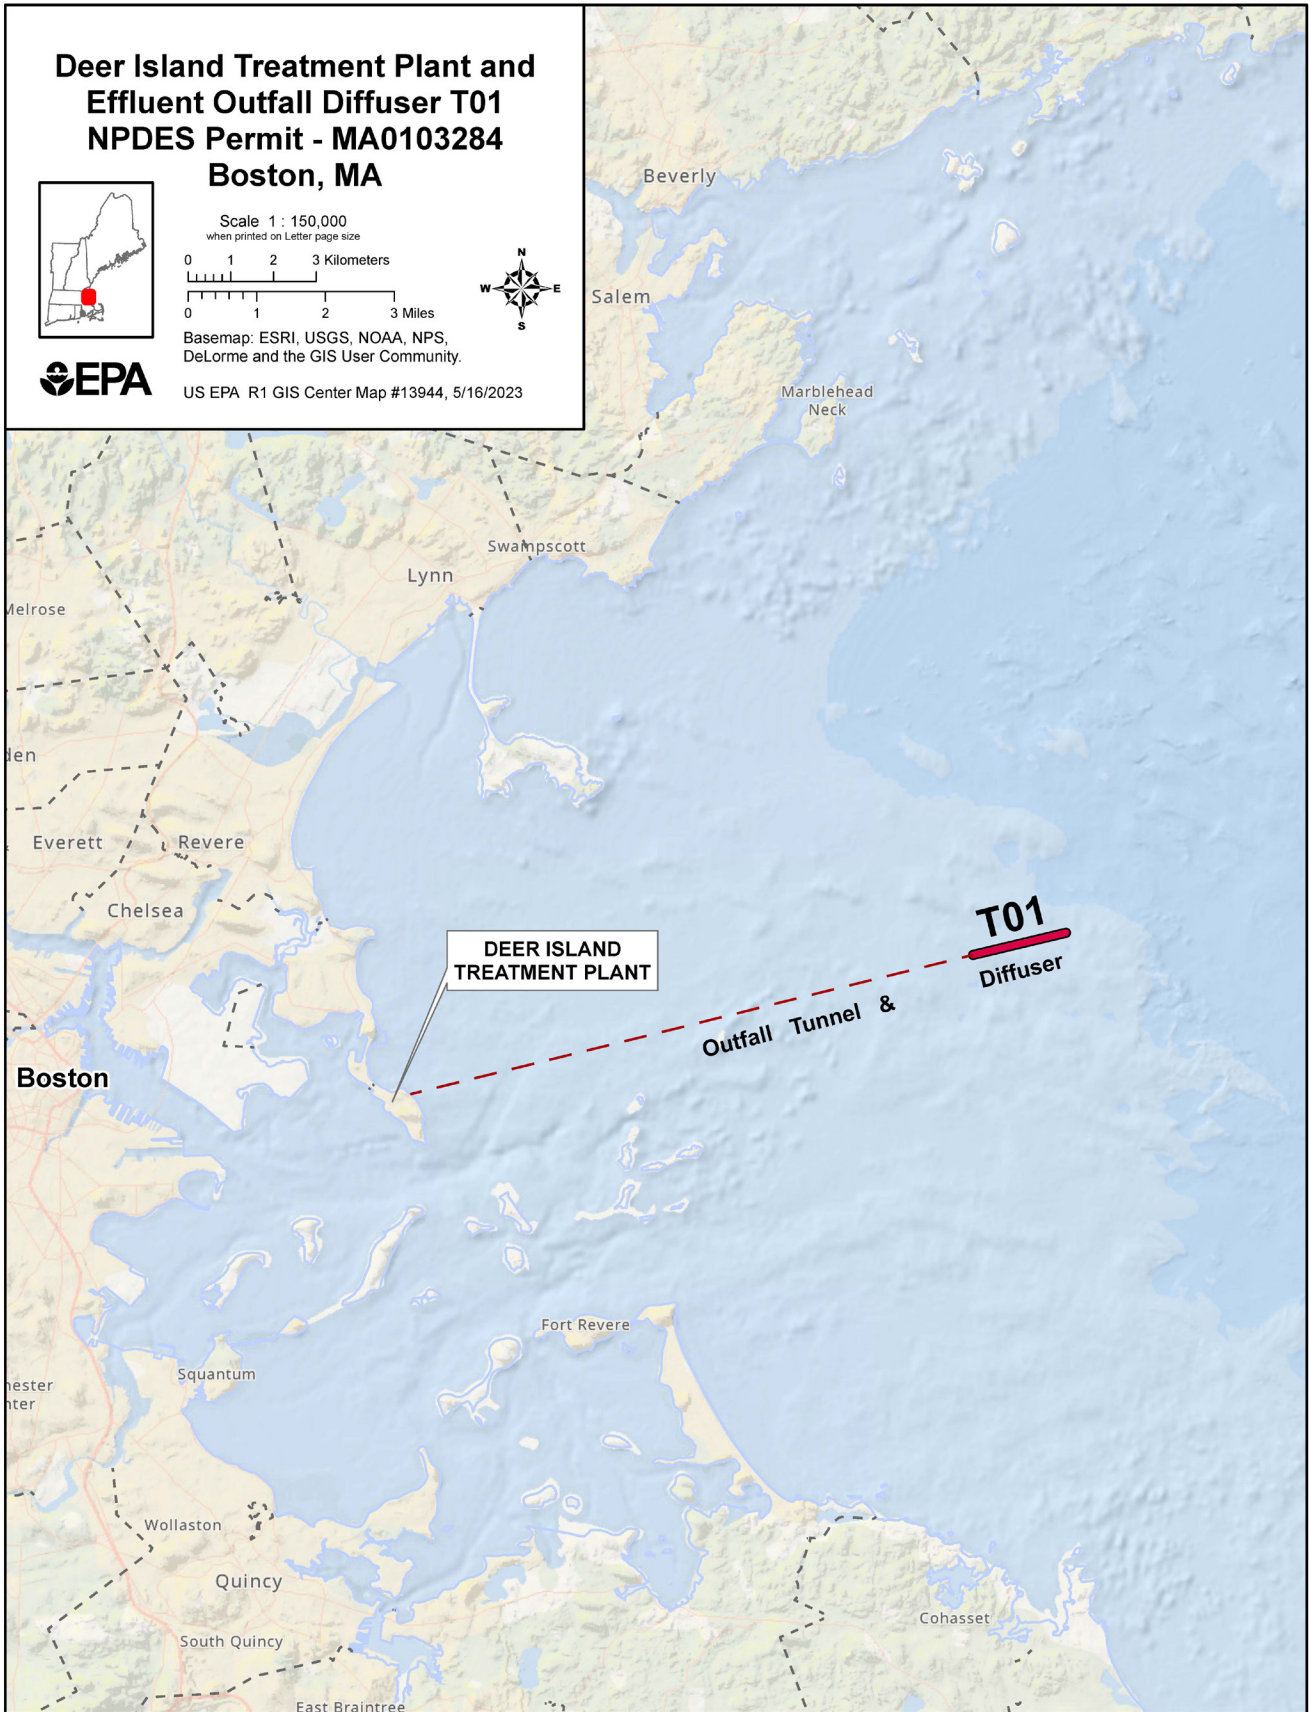 Deer Island Treatment Plant and
Effluent Outfall Diffuser T01
NPDES Permit - MA0103284
Boston, MA
Scale 1 : 150,000
when printed on Letter page size
0 1 2 3 Kilometers
0 1 2 3 Miles
N
W E
S
Basemap: ESRI, USGS, NOAA, NPS,
DeLorme and the GIS User Community.
EPA
US EPA R1 GIS Center Map #13944, 5/16/2023
Beverly
Salem
Marblehead
Neck
Swampscott
Lynn
Melrose
den
Everett
Revere
Chelsea
T01
Diffuser
DEER ISLAND
TREATMENT PLANT
Outfall Tunnel &
Boston
Fort Revere
Squantum
hester
nter
Wollaston
Quincy
Cohasset
South Quincy
East Braintree